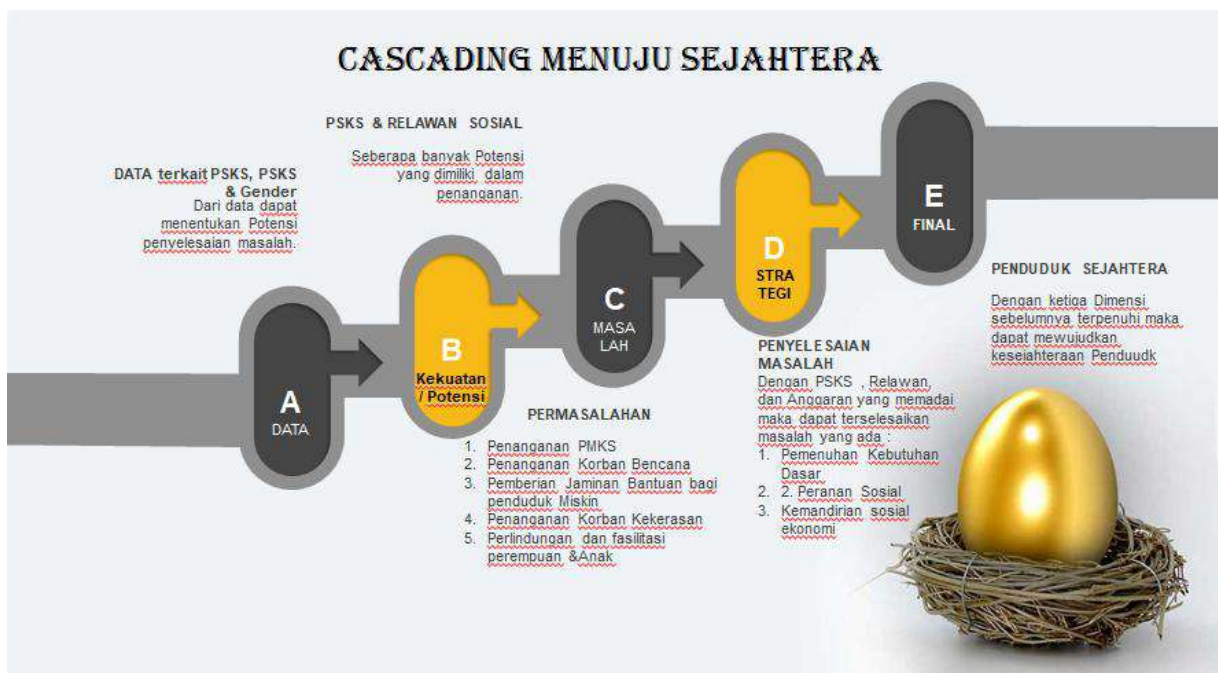 CASCADING MENUJU SEJAHTERA
DATA terkait PSKS, PSKS
& Gender
Dari data dapat
menentukan Potensi
penyelesaian masalah.
A
DATA
PSKS & RELAWAN SOSIAL
Seberapa banyak Potensi
yang dimiliki dalam
penanganan.
B
Kekuatan
/ Potensi
C
MASA
LAH
PERMASALAHAN
1. Penanganan PMKS
2. Penanganan Korban Bencana
3. Pemberian Jaminan Bantuan bagi
penduduk Miskin
4. Penanganan Korban Kekerasan
5. Perlindungan dan fasilitasi
perempuan &Anak
D
STRA
TEGI
PENYELESAIAN
MASALAH
Dengan PSKS , Relawan,
dan Anggaran yang memadai
maka dapat terselesaikan
masalah yang ada :
1. Pemenuhan Kebutuhan
Dasar
2. 2. Peranan Sosial
3. Kemandirian sosial
ekonomi
E
FINAL
PENDUDUK SEJAHTERA
Dengan ketiga Dimensi
sebelumnya terpenuhi maka
dapat mewujudkan
kesejahteraan Penduudk